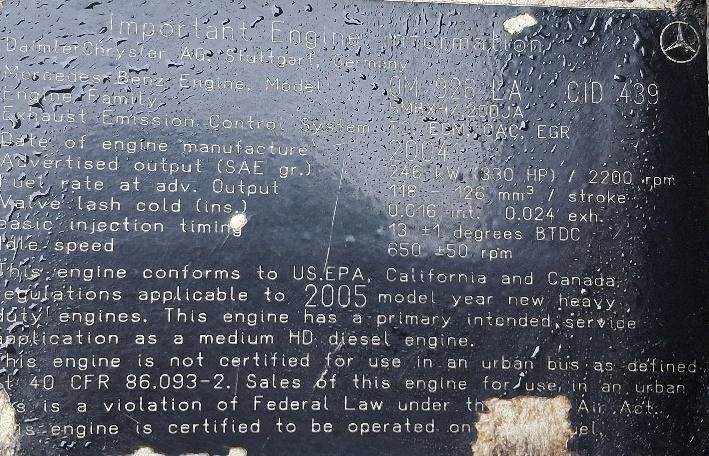 Important Engine Information
DaimlerChrysler AG, Stuttgart, Germany
Mercedes-Benz Engine, Model OM 926 LA CID 439
Engine Family
Exhaust Emission Control System ECM, CAC, EGR
Date of engine manufacture 2004
Advertised output (SAE gr.) 246 kW (330 HP) / 2200 rpm
Fuel rate at adv. Output 118 - 126 mm³ / stroke
Valve lash cold (ins.) 0.016 int. 0.024 exh.
basic injection timing 13 ±1 degrees BTDC
Idle speed 650 ±50 rpm
This engine conforms to US.EPA, California and Canada
regulations applicable to 2005 model year new heavy
duty engines. This engine has a primary intended service
application as a medium HD diesel engine.
This engine is not certified for use in an urban bus as defined
at 40 CFR 86.093-2. Sales of this engine for use in an urban
is a violation of Federal Law under the Air Act.
engine is certified to be operated on